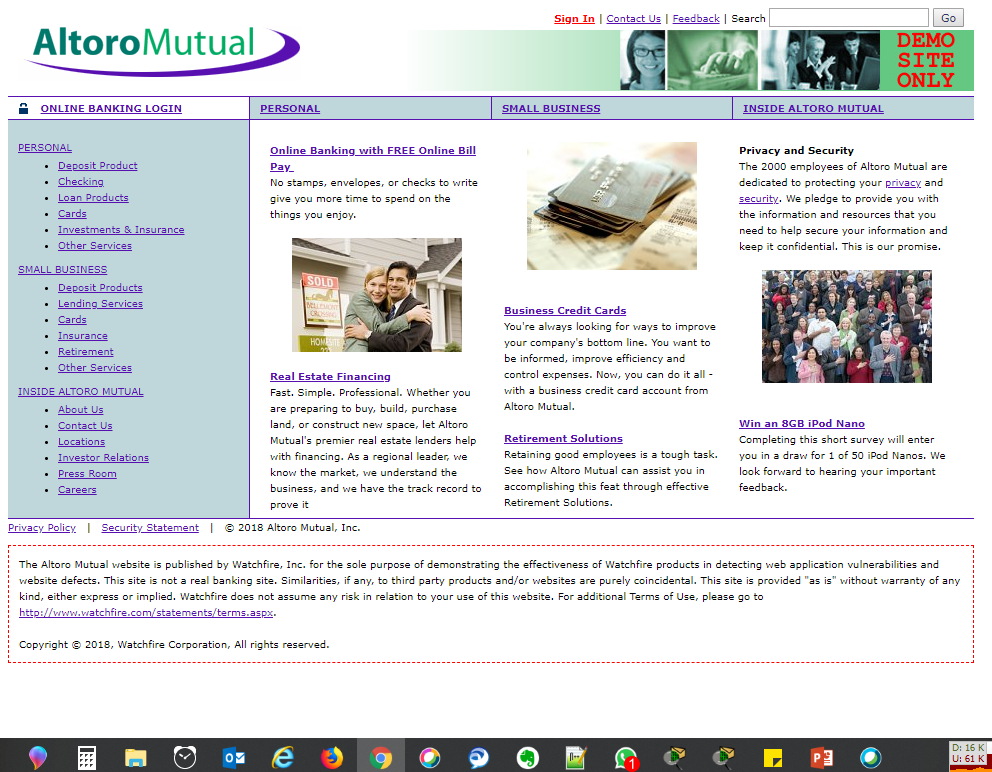 Sign In | Contact Us | Feedback | Search Go
AltoroMutual
DEMO
SITE
ONLY
ONLINE BANKING LOGIN
PERSONAL
SMALL BUSINESS
INSIDE ALTORO MUTUAL
PERSONAL
Deposit Product
Checking
Loan Products
Cards
Investments & Insurance
Other Services
SMALL BUSINESS
Deposit Products
Lending Services
Cards
Insurance
Retirement
Other Services
INSIDE ALTORO MUTUAL
About Us
Contact Us
Locations
Investor Relations
Press Room
Careers
Online Banking with FREE Online Bill
Pay
No stamps, envelopes, or checks to write
give you more time to spend on the
things you enjoy.
SOLD
Real Estate Financing
Fast. Simple. Professional. Whether you
are preparing to buy, build, purchase
land, or construct new space, let Altoro
Mutual's premier real estate lenders help
with financing. As a regional leader, we
know the market, we understand the
business, and we have the track record to
prove it
Business Credit Cards
You're always looking for ways to improve
your company's bottom line. You want to
be informed, improve efficiency and
control expenses. Now, you can do it all -
with a business credit card account from
Altoro Mutual.
Retirement Solutions
Retaining good employees is a tough task.
See how Altoro Mutual can assist you in
accomplishing this feat through effective
Retirement Solutions.
Privacy and Security
The 2000 employees of Altoro Mutual are
dedicated to protecting your privacy and
security. We pledge to provide you with
the information and resources that you
need to help secure your information and
keep it confidential. This is our promise.
Win an 8GB iPod Nano
Completing this short survey will enter
you in a draw for 1 of 50 iPod Nanos. We
look forward to hearing your important
feedback.
Privacy Policy | Security Statement | © 2018 Altoro Mutual, Inc.
The Altoro Mutual website is published by Watchfire, Inc. for the sole purpose of demonstrating the effectiveness of Watchfire products in detecting web application vulnerabilities and
website defects. This site is not a real banking site. Similarities, if any, to third party products and/or websites are purely coincidental. This site is provided "as is" without warranty of any
kind, either express or implied. Watchfire does not assume any risk in relation to your use of this website. For additional Terms of Use, please go to
http://www.watchfire.com/statements/terms.aspx.
Copyright © 2018, Watchfire Corporation, All rights reserved.
1
D: 16 K
U: 61 K